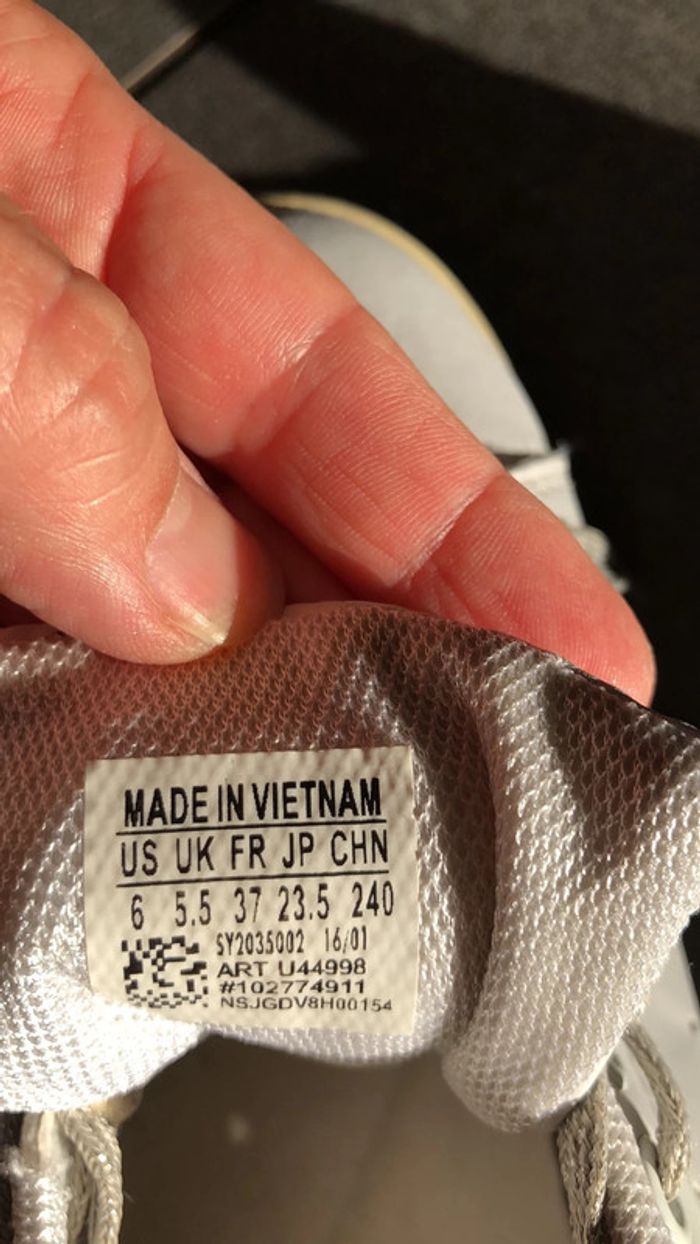 MADE IN VIETNAM
US UK FR JP CHN
6 5.5 37 23.5 240
SY2035002 16/01
ART U44998
#102774911
NSJGDV8H00154